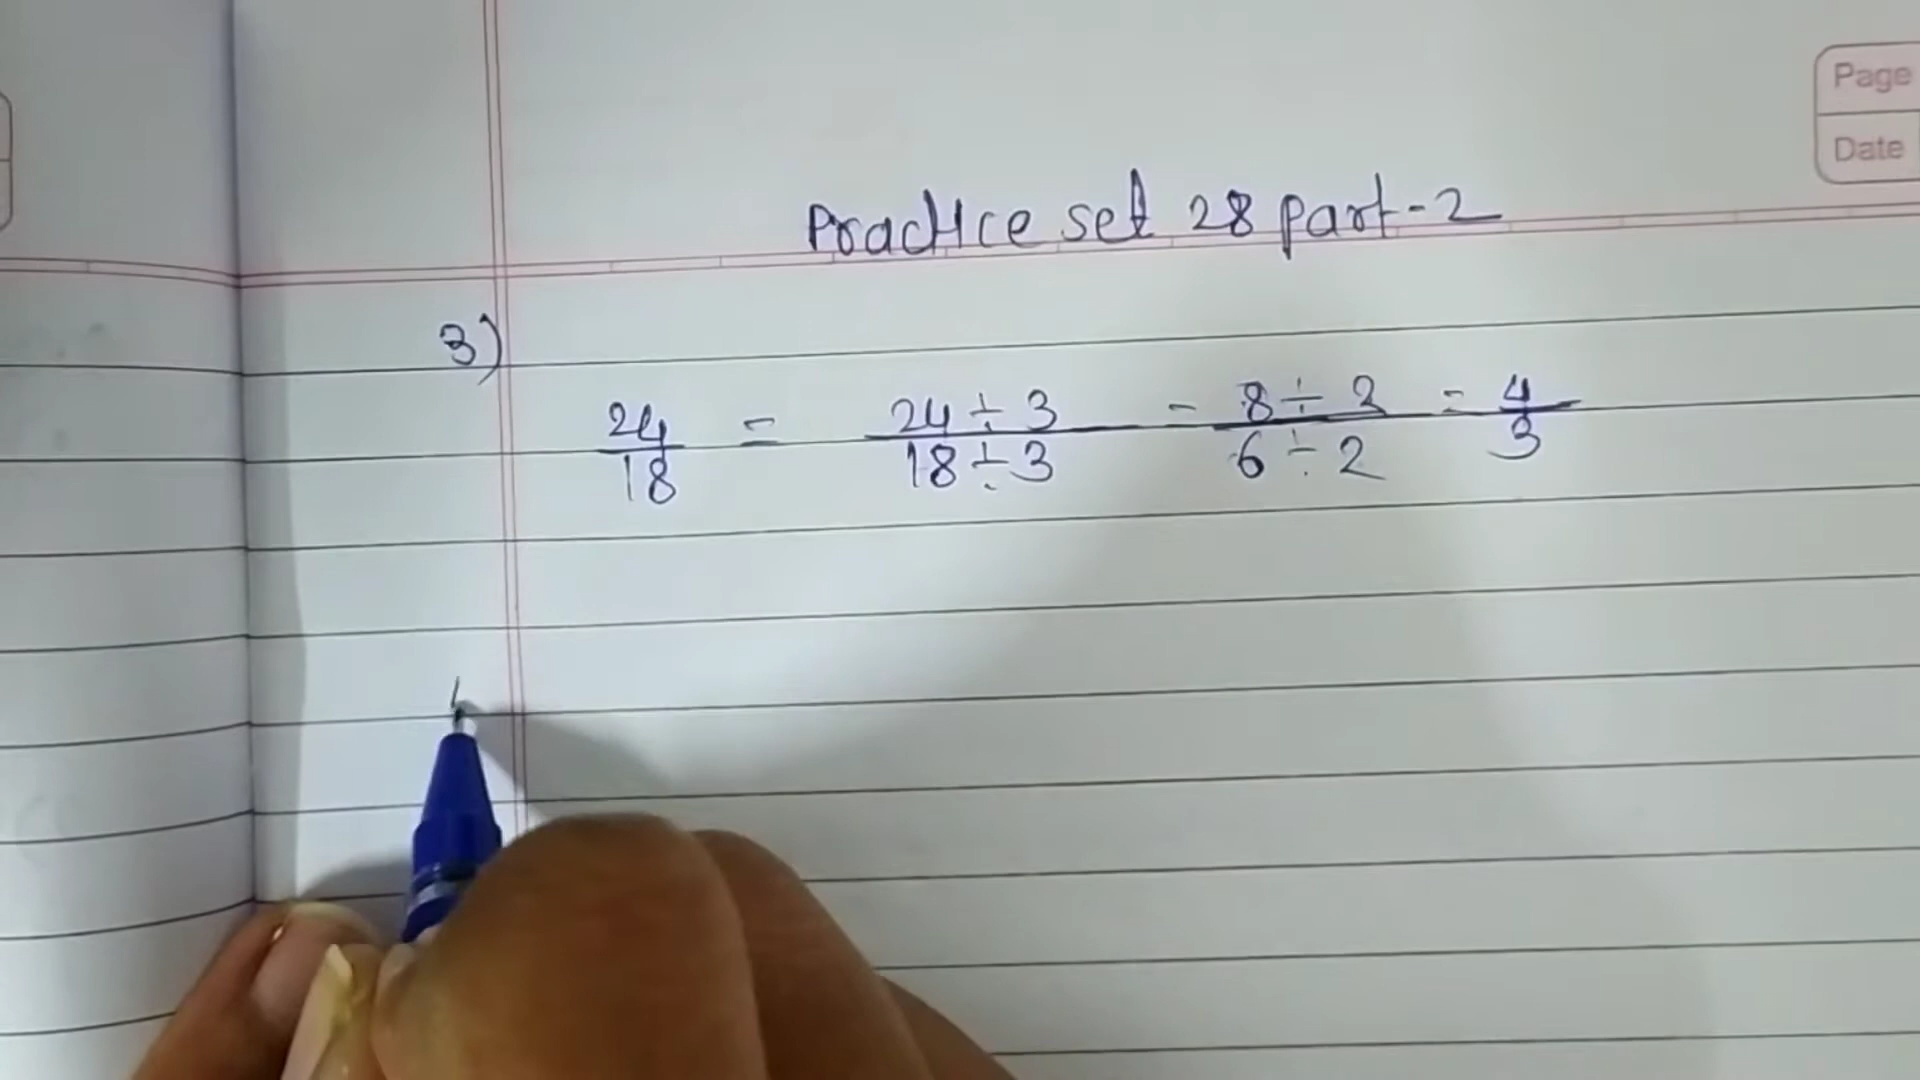 Page
Date
Practice set 28 part-2
3)
24/18 = 24 ÷ 3 / 18 ÷ 3 = 8 ÷ 2 / 6 ÷ 2 = 4/3